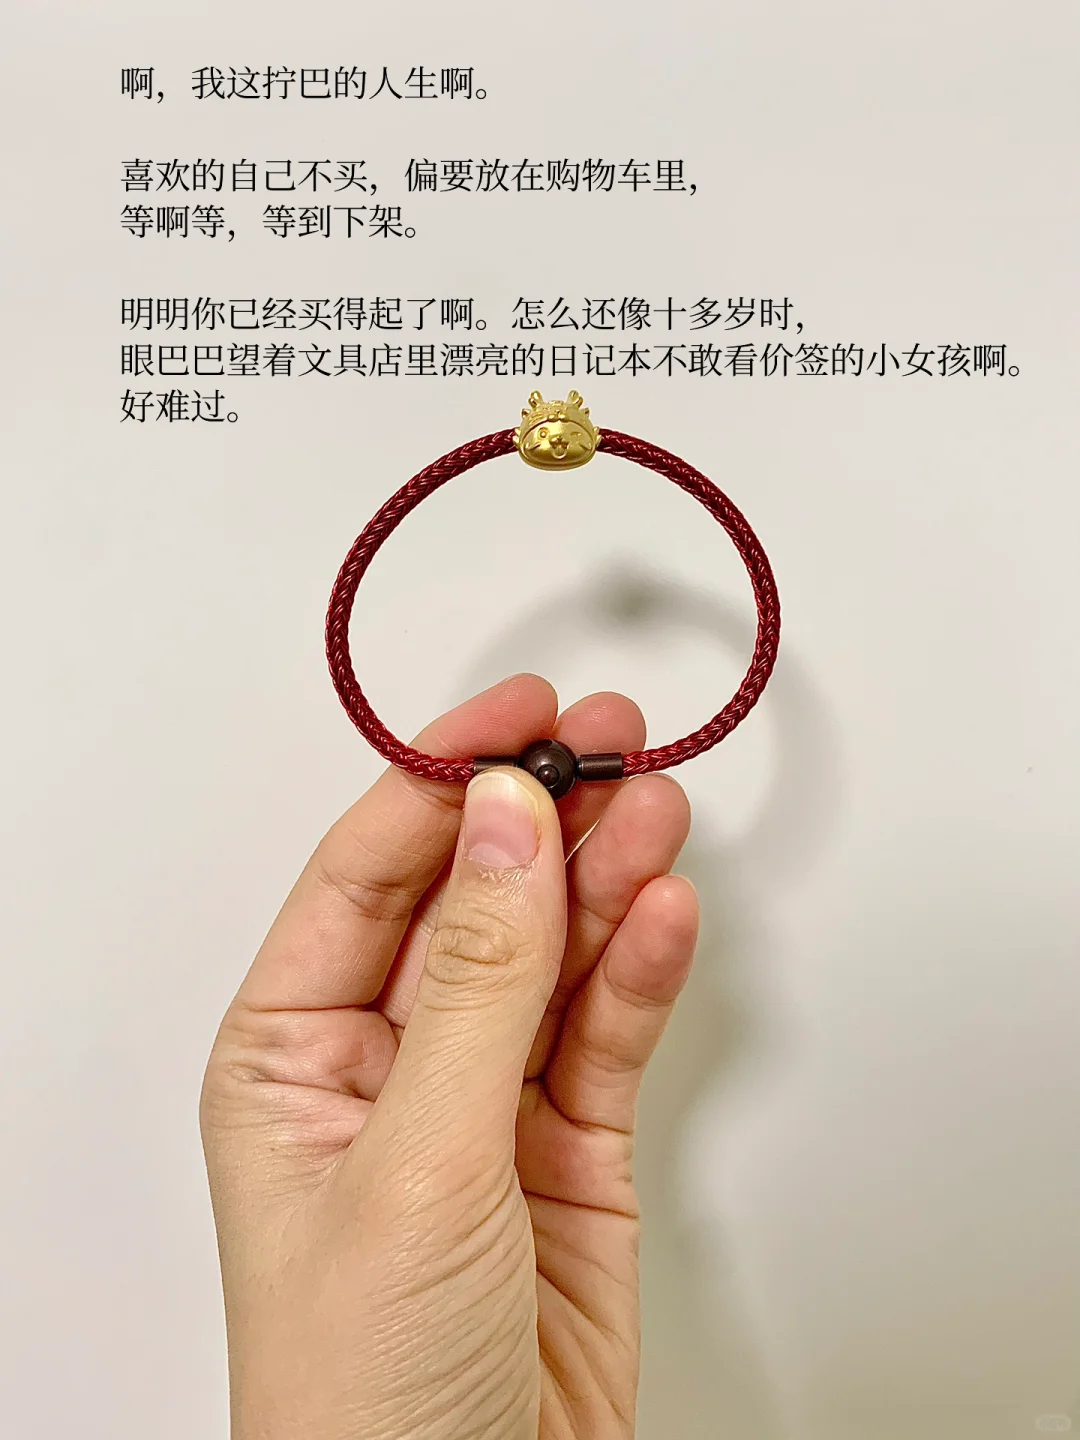 啊，我这拧巴的人生啊。
喜欢的自己不买，偏要放在购物车里，
等啊等，等到下架。
明明你已经买得起了啊。怎么还像十多岁时，
眼巴巴望着文具店里漂亮的日记本不敢看价签的小女孩啊。
好难过。